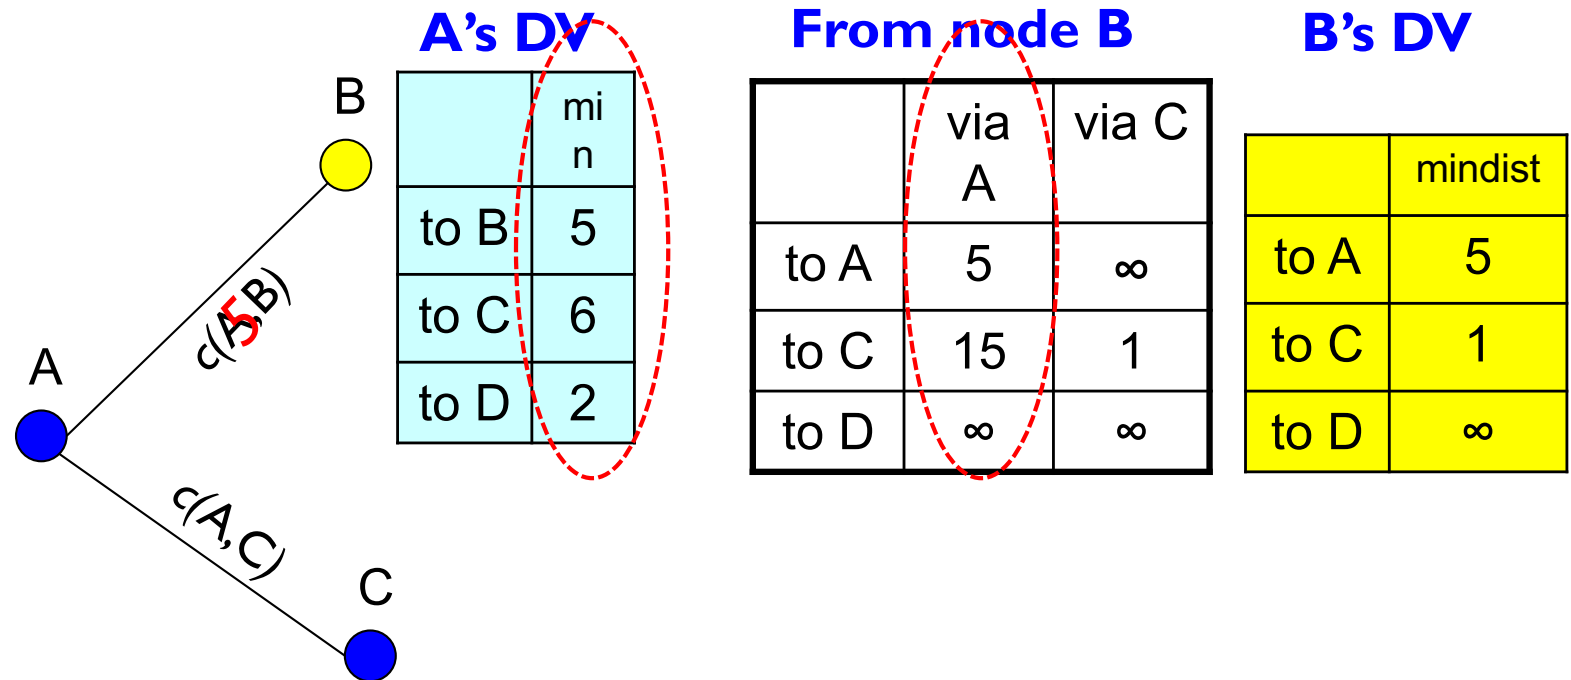 A's DV
From node B
B's DV
B
A
C
c(A,B)
5
c(A,C)
mi
n
to B 5
to C 6
to D 2
via
A
via C
to A 5 ∞
to C 15 1
to D ∞ ∞
mindist
to A 5
to C 1
to D ∞